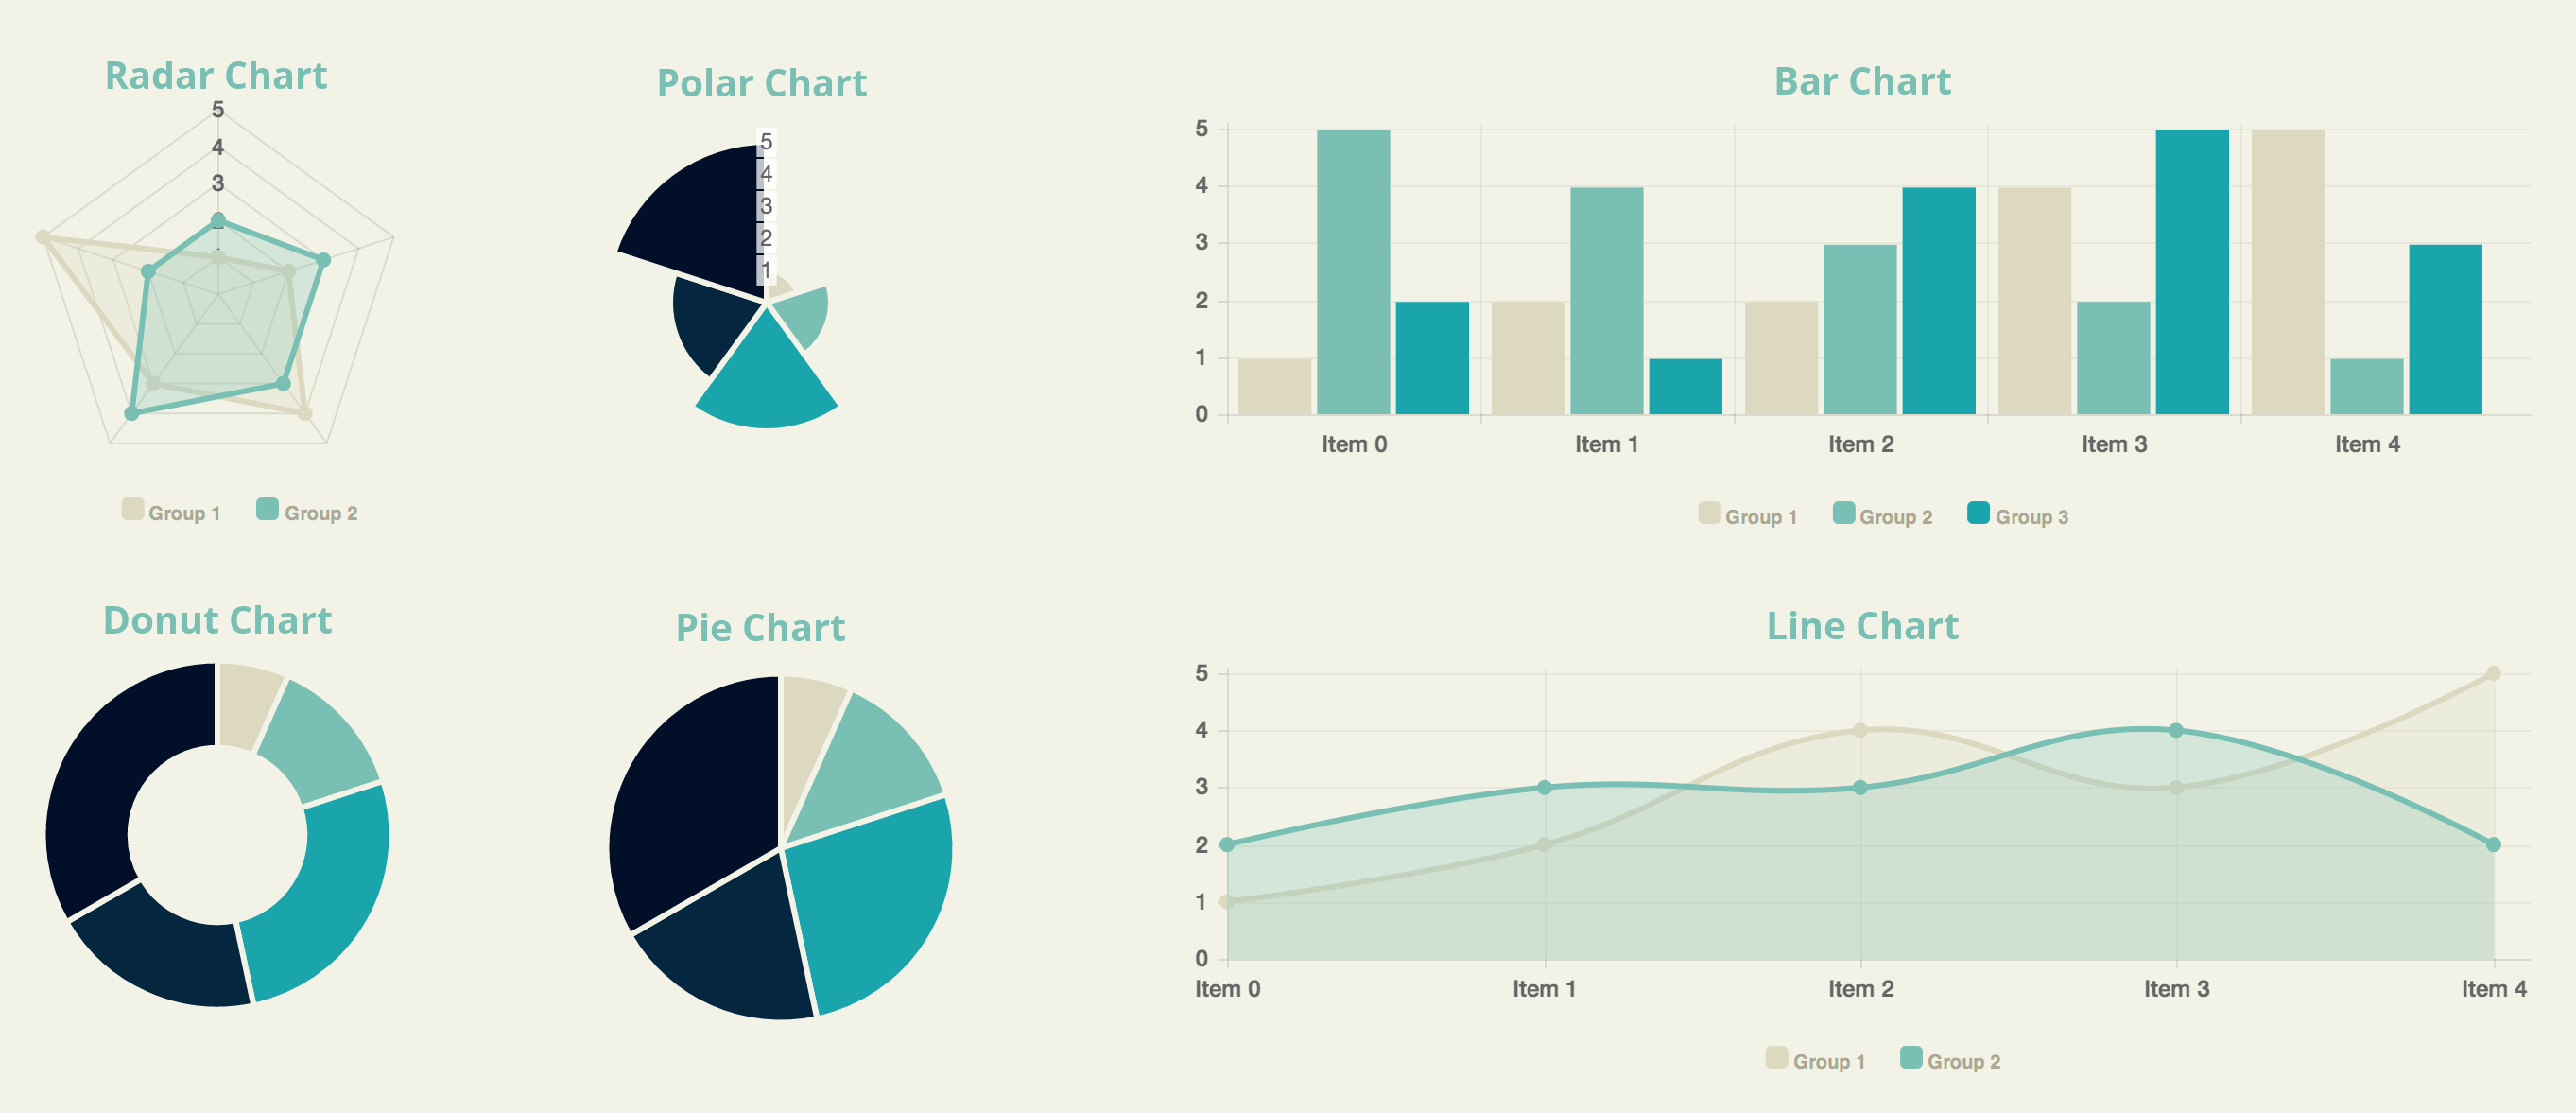 Radar Chart
5
4
3
Group 1
Group 2
Polar Chart
5
4
3
2
1
Bar Chart
5
4
3
2
1
0
Item 0
Item 1
Item 2
Item 3
Item 4
Group 1
Group 2
Group 3
Donut Chart
Pie Chart
Line Chart
5
4
3
2
1
0
Item 0
Item 1
Item 2
Item 3
Item 4
Group 1
Group 2